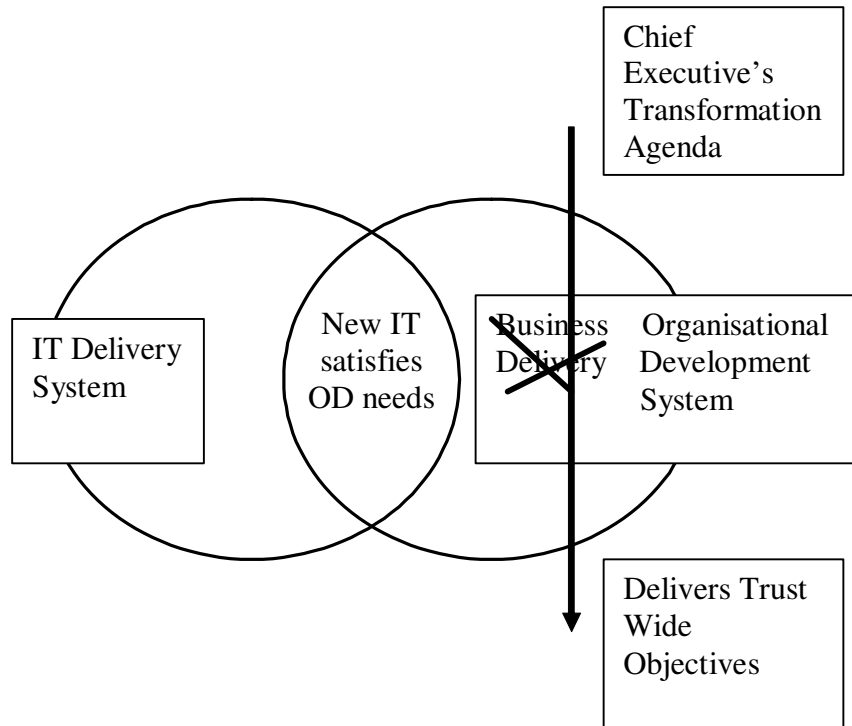 Chief
Executive’s
Transformation
Agenda
IT Delivery
System
New IT
satisfies
OD needs
Business
Delivery
Organisational
Development
System
Delivers Trust
Wide
Objectives